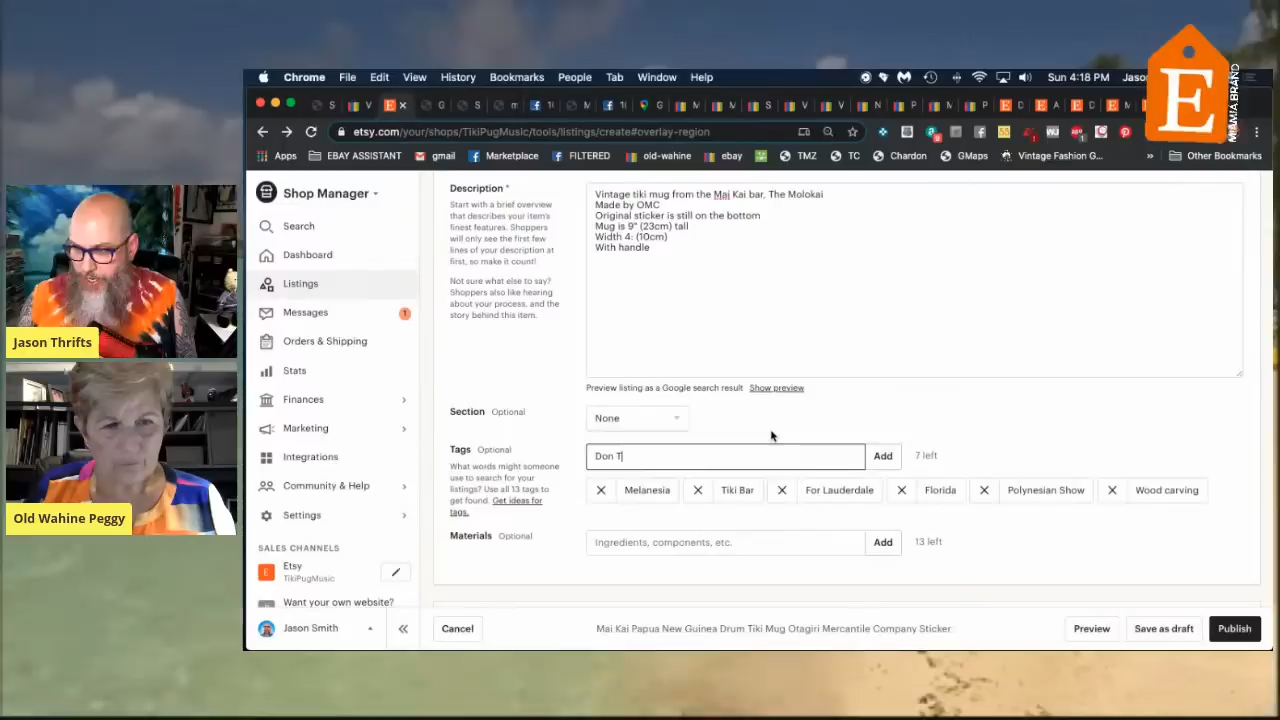 Chrome File Edit View History Bookmarks People Tab Window Help
Sun 4:18 PM Jaso
E
MIAMIA.BRAND
etsy.com/your/shops/TikiPugMusic/tools/listings/create#overlay-region
Apps EBAY ASSISTANT gmail Marketplace FILTERED old-wahine ebay TMZ TC Chardon GMaps Vintage Fashion G... » Other Bookmarks
Shop Manager
Search
Dashboard
Listings
Messages 1
Orders & Shipping
Stats
Finances
Marketing
Integrations
Community & Help
Settings
SALES CHANNELS
E Etsy
TikiPugMusic
Want your own website?
Jason Smith «
Description *
Start with a brief overview
that describes your item's
finest features. Shoppers
will only see the first few
lines of your description at
first, so make it count!
Not sure what else to say?
Shoppers also like hearing
about your process, and the
story behind this item.
Vintage tiki mug from the Mai Kai bar, The Molokai
Made by OMC
Original sticker is still on the bottom
Mug is 9" (23cm) tall
Width 4: (10cm)
With handle
Preview listing as a Google search result Show preview
Section Optional
None
Tags Optional
What words might someone
use to search for your
listings? Use all 13 tags to
get found. Get ideas for
tags.
Don T Add 7 left
Melanesia Tiki Bar For Lauderdale Florida Polynesian Show Wood carving
Materials Optional
Ingredients, components, etc. Add 13 left
Cancel Mai Kai Papua New Guinea Drum Tiki Mug Otagiri Mercantile Company Sticker Preview Save as draft Publish
Jason Thrifts
Old Wahine Peggy